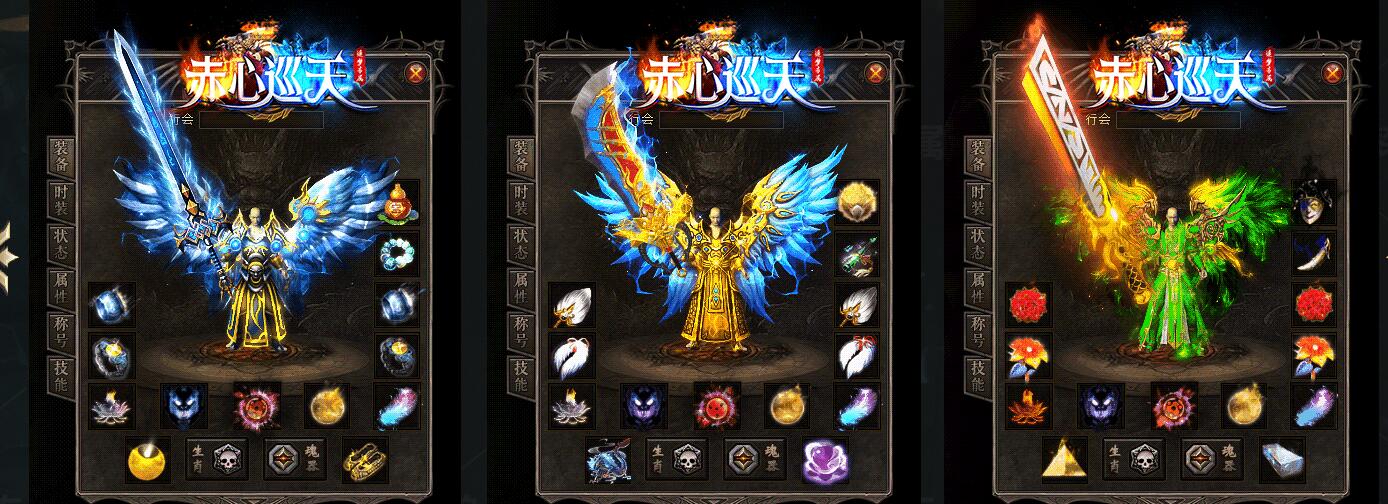 赤心巡天
行会
装备
时装
状态
属性
称号
技能
生肖
魂器
赤心巡天
行会
装备
时装
状态
属性
称号
技能
生肖
魂器
赤心巡天
行会
装备
时装
状态
属性
称号
技能
生肖
魂器